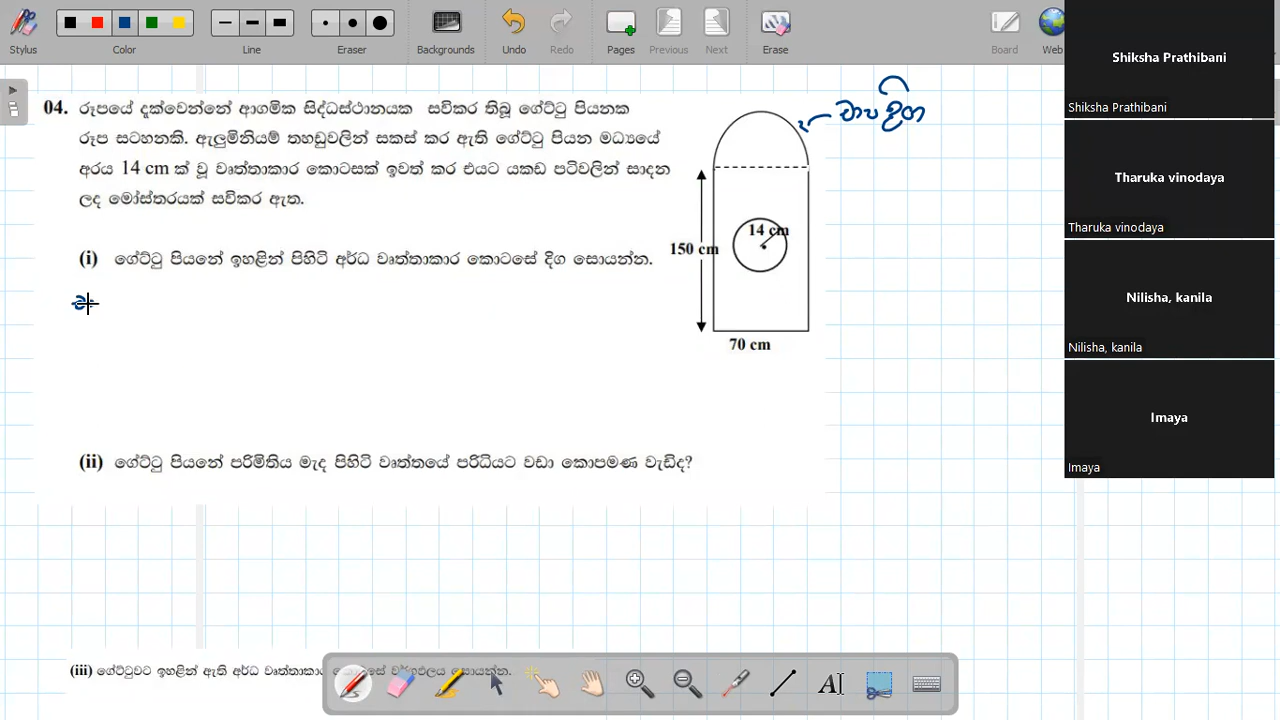 Stylus
Color
Line
Eraser
Backgrounds
Undo
Redo
Pages
Previous
Next
Erase
Board
Web
Shiksha Prathibani
Shiksha Prathibani
Tharuka vinodaya
Tharuka vinodaya
Nilisha, kanila
Nilisha, kanila
Imaya
Imaya
04. රූපයේ දැක්වෙන්නේ ආගමික සිද්ධස්ථානයක සවිකර තිබූ ගේට්ටු පියනක
රූප සටහනකි. ඇලුමිනියම් තහඩුවලින් සකස් කර ඇති ගේට්ටු පියන මධ්‍යයේ
අරය 14 cm ක් වූ වෘත්තාකාර කොටසක් ඉවත් කර එයට යකඩ පටිවලින් සාදන
ලද මෝස්තරයක් සවිකර ඇත.
චාප දිග
14 cm
150 cm
70 cm
(i) ගේට්ටු පියනේ ඉහළින් පිහිටි අර්ධ වෘත්තාකාර කොටසේ දිග සොයන්න.
(ii) ගේට්ටු පියනේ පරිමිතිය මැද පිහිටි වෘත්තයේ පරිධියට වඩා කොපමණ වැඩිද?
(iii) ගේට්ටුවට ඉහළින් ඇති අර්ධ වෘත්තාකාර කොටසේ වර්ගඵලය සොයන්න.